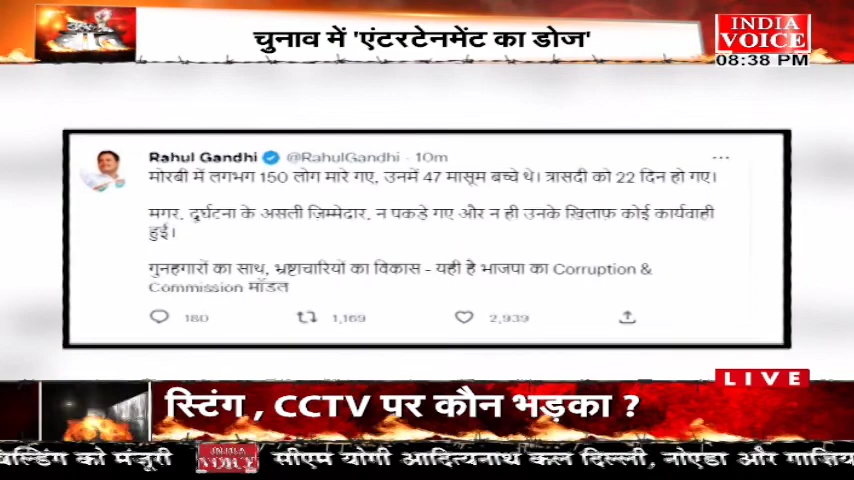 चुनाव में 'एंटरटेनमेंट का डोज'
INDIA
VOICE
08:38 PM
Rahul Gandhi @RahulGandhi · 10m
मोरबी में लगभग 150 लोग मारे गए, उनमें 47 मासूम बच्चे थे। त्रासदी को 22 दिन हो गए।
मगर, दुर्घटना के असली ज़िम्मेदार, न पकड़े गए और न ही उनके खिलाफ़ कोई कार्यवाही
हुई।
गुनहगारों का साथ, भ्रष्टाचारियों का विकास - यही है भाजपा का Corruption &
Commission मॉडल
180 1,169 2,939
LIVE
स्टिंग , CCTV पर कौन भड़का ?
बिल्डिंग को मंजूरी INDIA VOICE सीएम योगी आदित्यनाथ कल दिल्ली, नोएडा और गाज़िय